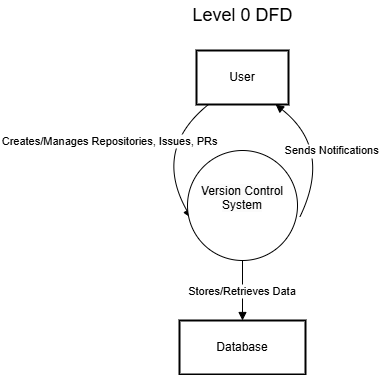 Level 0 DFD
User
Creates/Manages Repositories, Issues, PRs
Sends Notifications
Version Control
System
Stores/Retrieves Data
Database